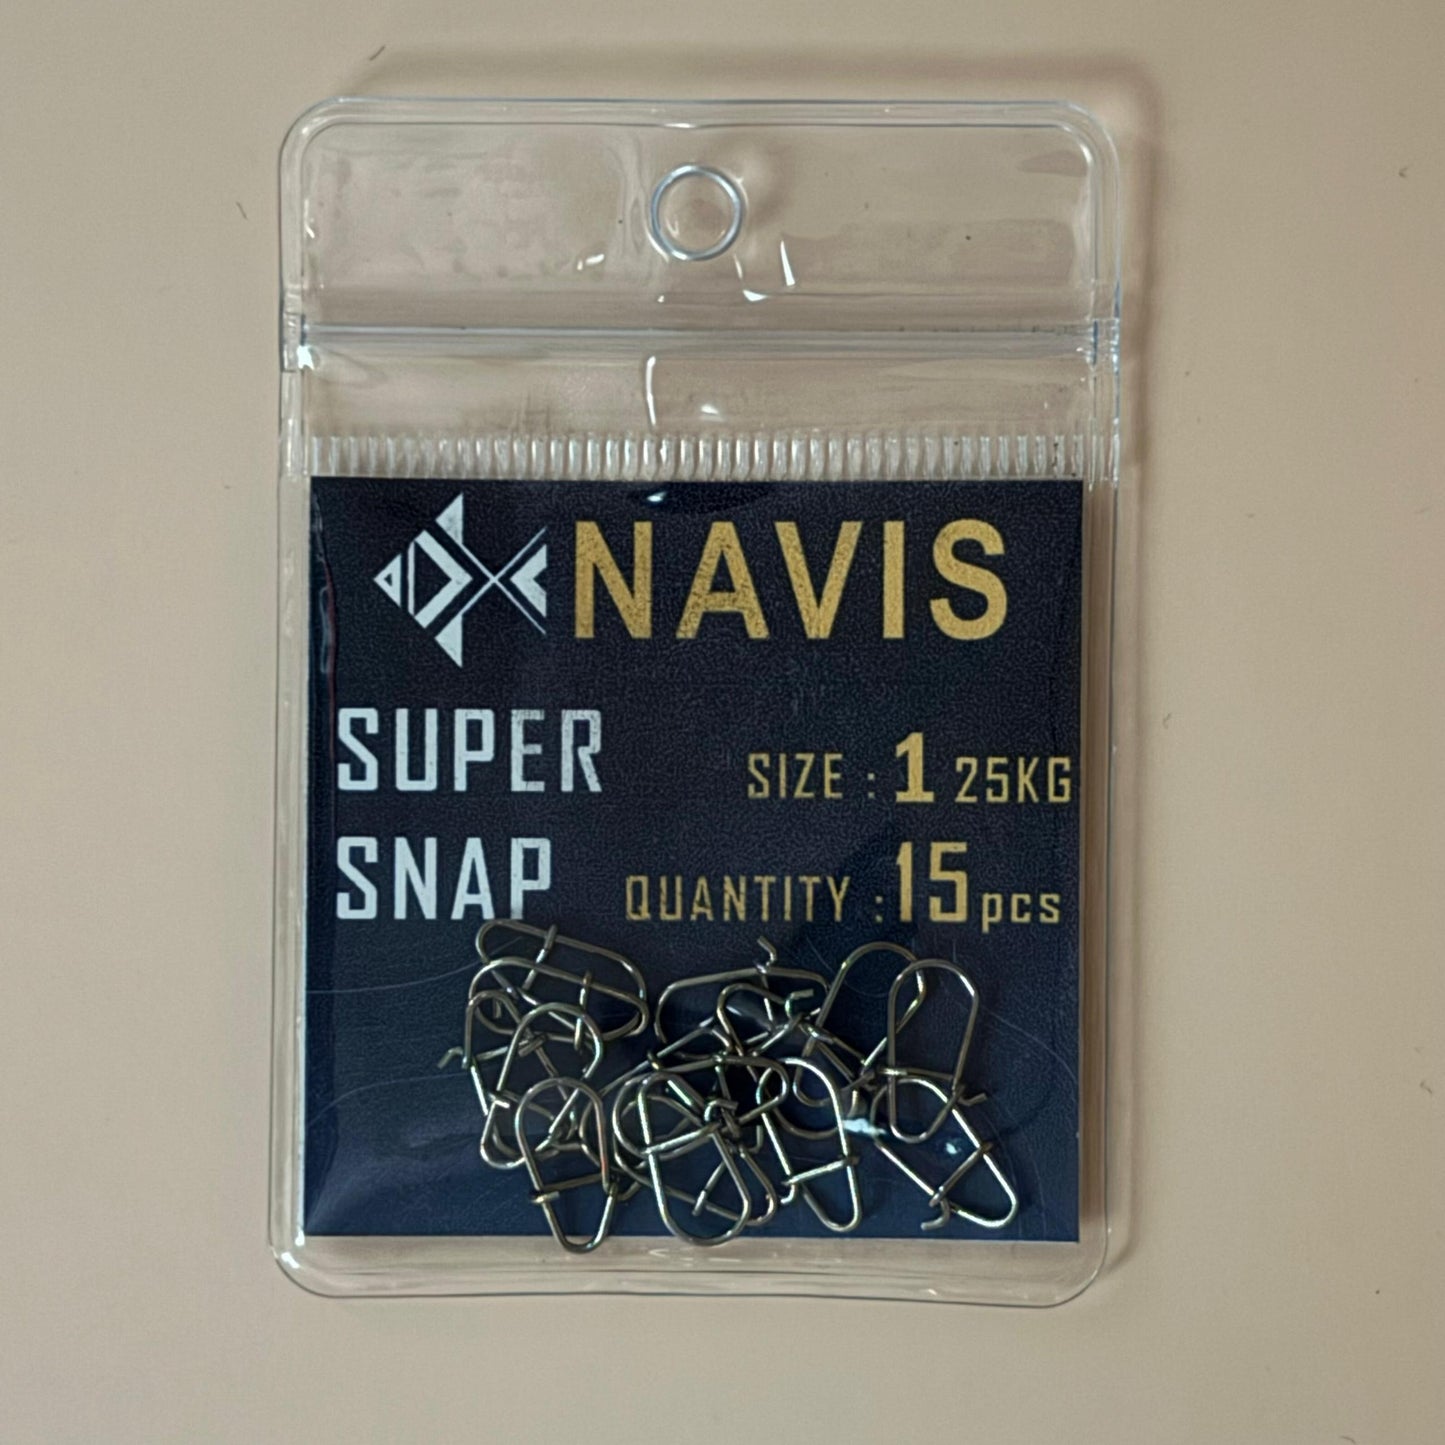 NAVIS
SUPER
SNAP
SIZE : 1 25KG
QUANTITY : 15pcs